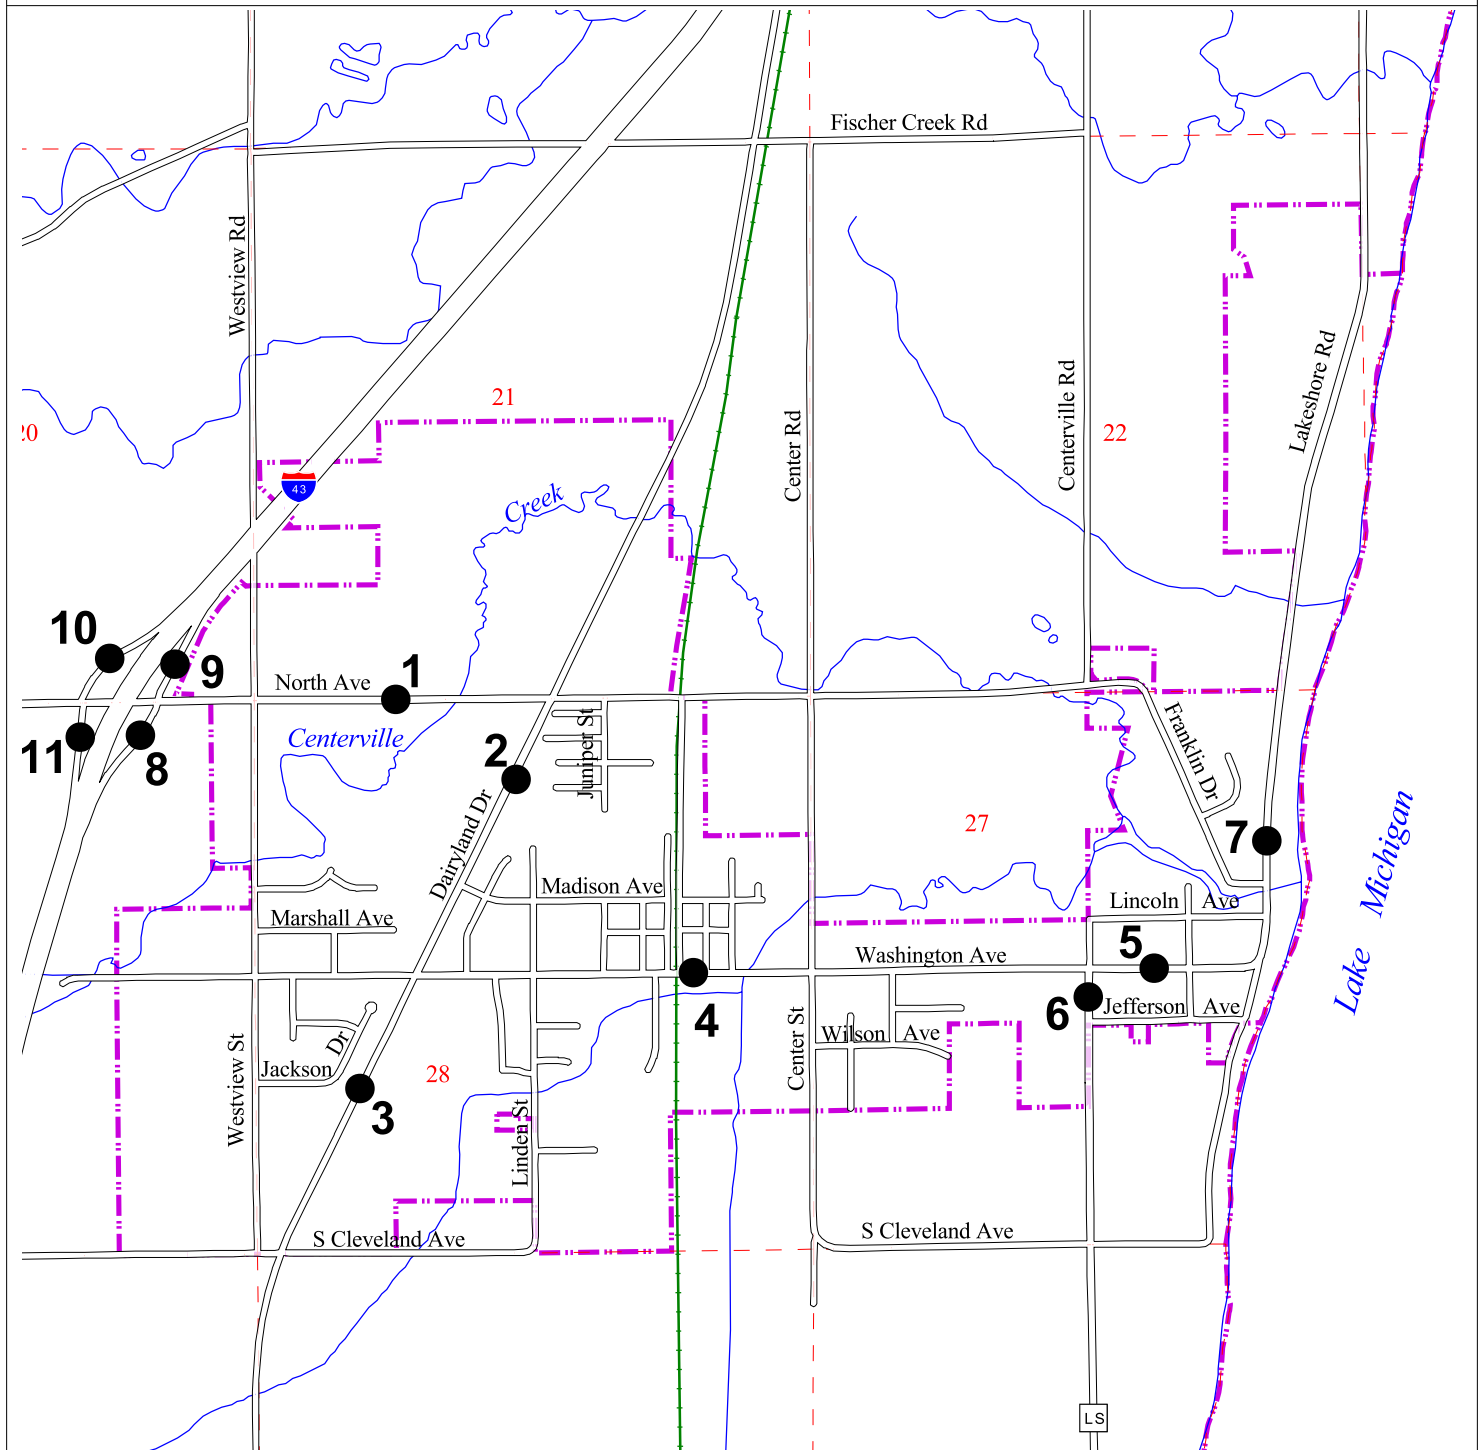 Fischer Creek Rd
Westview Rd
Lakeshore Rd
21
20
Center Rd
Centerville Rd
22
43
Creek
10
9
1
North Ave
11
8
Centerville
2
Juniper St
Franklin Dr
Dairyland Dr
27
7
Lake Michigan
Madison Ave
Lincoln Ave
Marshall Ave
Washington Ave
5
4
6
Jefferson Ave
Wilson Ave
Center St
Westview St
Jackson Dr
28
3
Linden St
S Cleveland Ave
S Cleveland Ave
LS